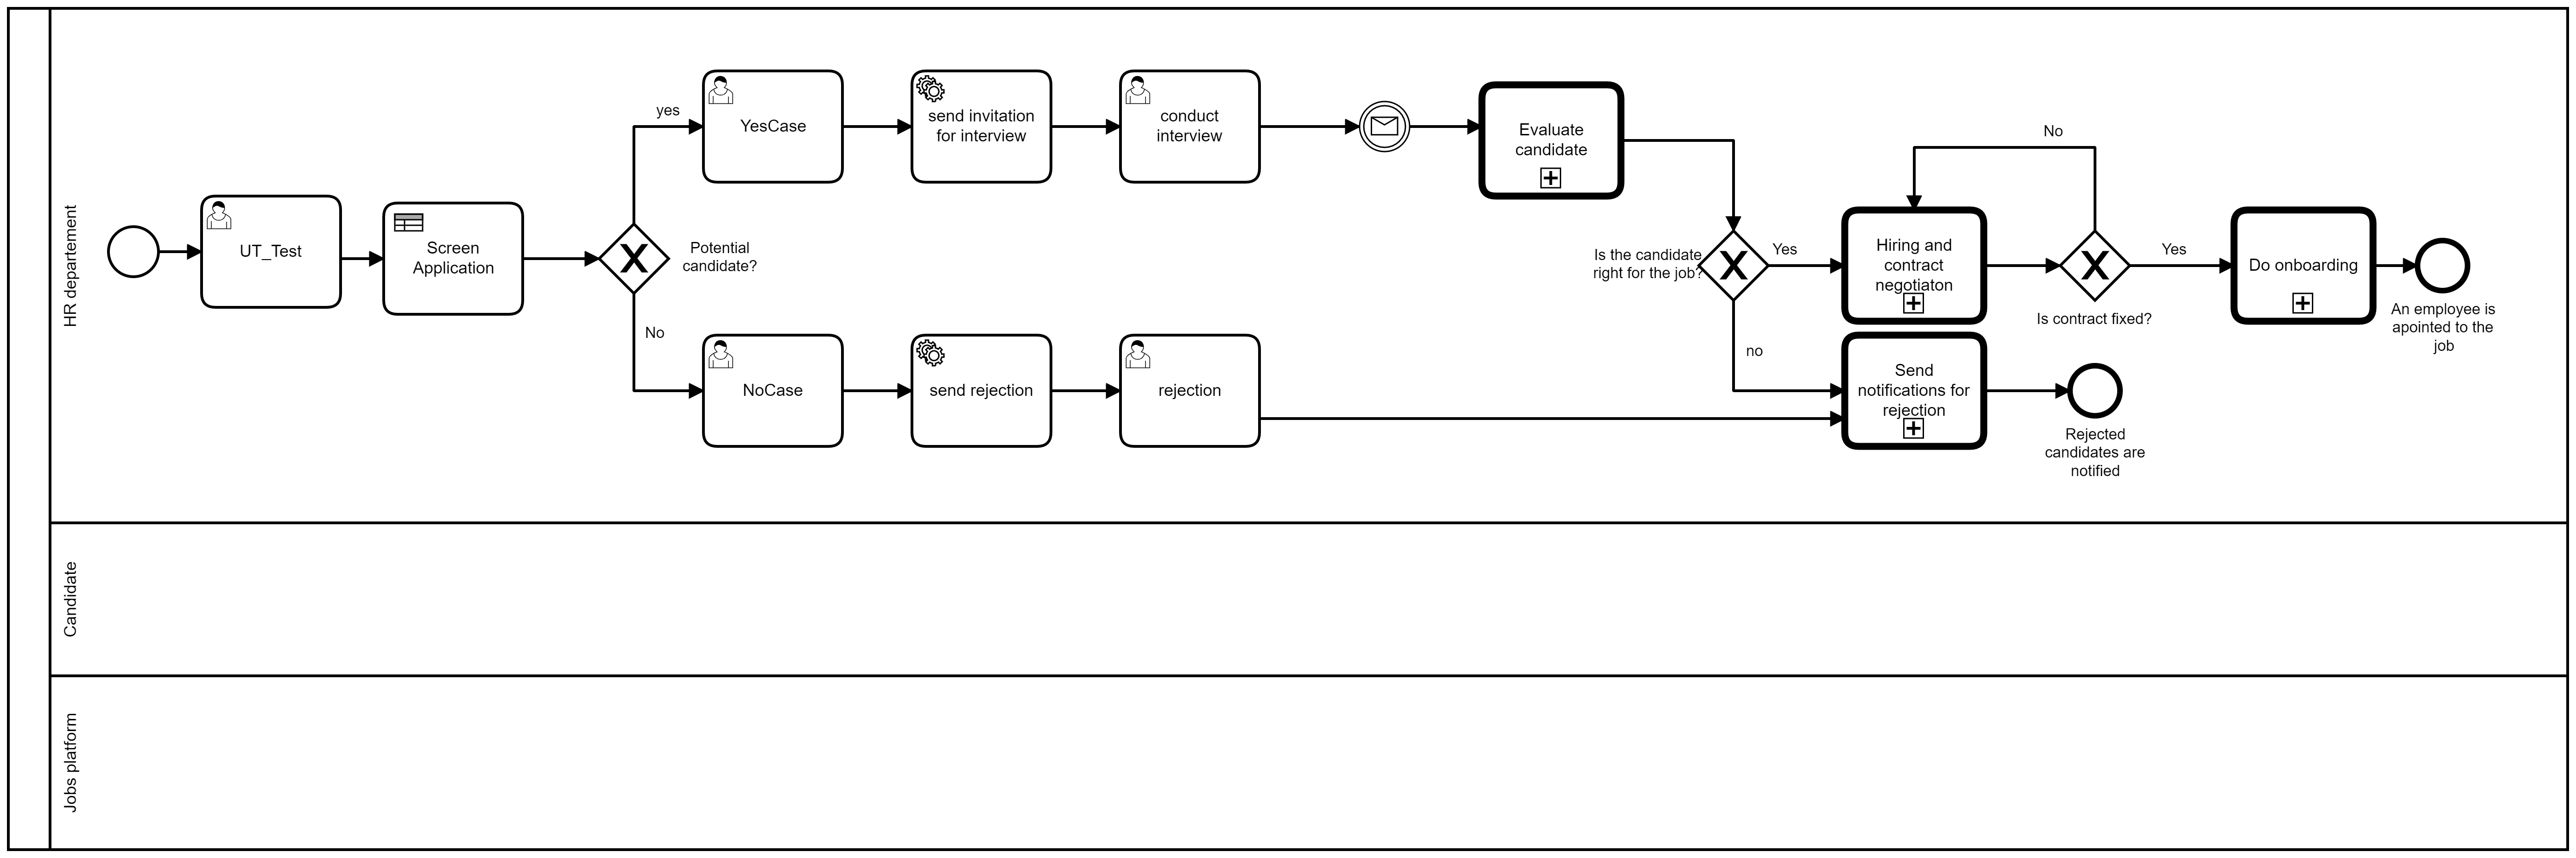 HR departement
UT_Test
Screen
Application
Potential
candidate?
yes
YesCase
send invitation
for interview
conduct
interview
Evaluate
candidate
No
NoCase
send rejection
rejection
Is the candidate
right for the job?
Yes
Hiring and
contract
negotiaton
No
Is contract fixed?
Yes
Do onboarding
An employee is
apointed to the
job
no
Send
notifications for
rejection
Rejected
candidates are
notified
Candidate
Jobs platform